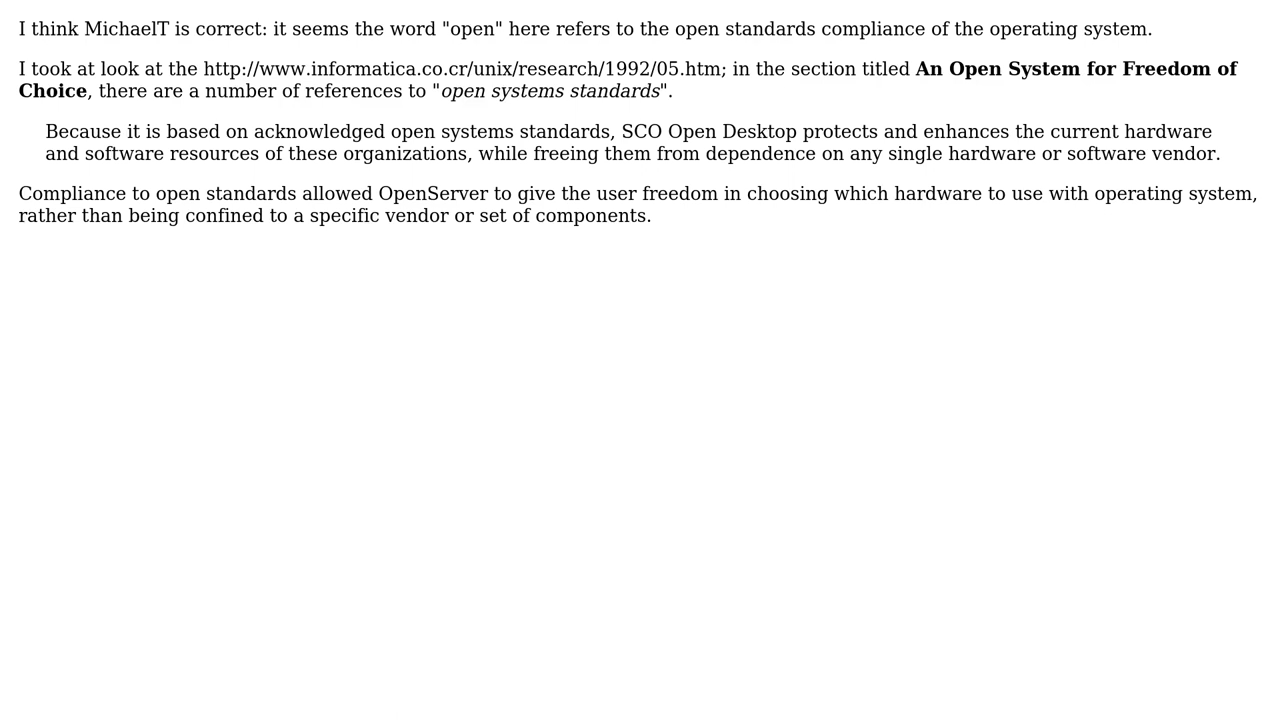 I think MichaelT is correct: it seems the word "open" here refers to the open standards compliance of the operating system.
I took at look at the http://www.informatica.co.cr/unix/research/1992/05.htm; in the section titled An Open System for Freedom of
Choice, there are a number of references to "open systems standards".
Because it is based on acknowledged open systems standards, SCO Open Desktop protects and enhances the current hardware
and software resources of these organizations, while freeing them from dependence on any single hardware or software vendor.
Compliance to open standards allowed OpenServer to give the user freedom in choosing which hardware to use with operating system,
rather than being confined to a specific vendor or set of components.